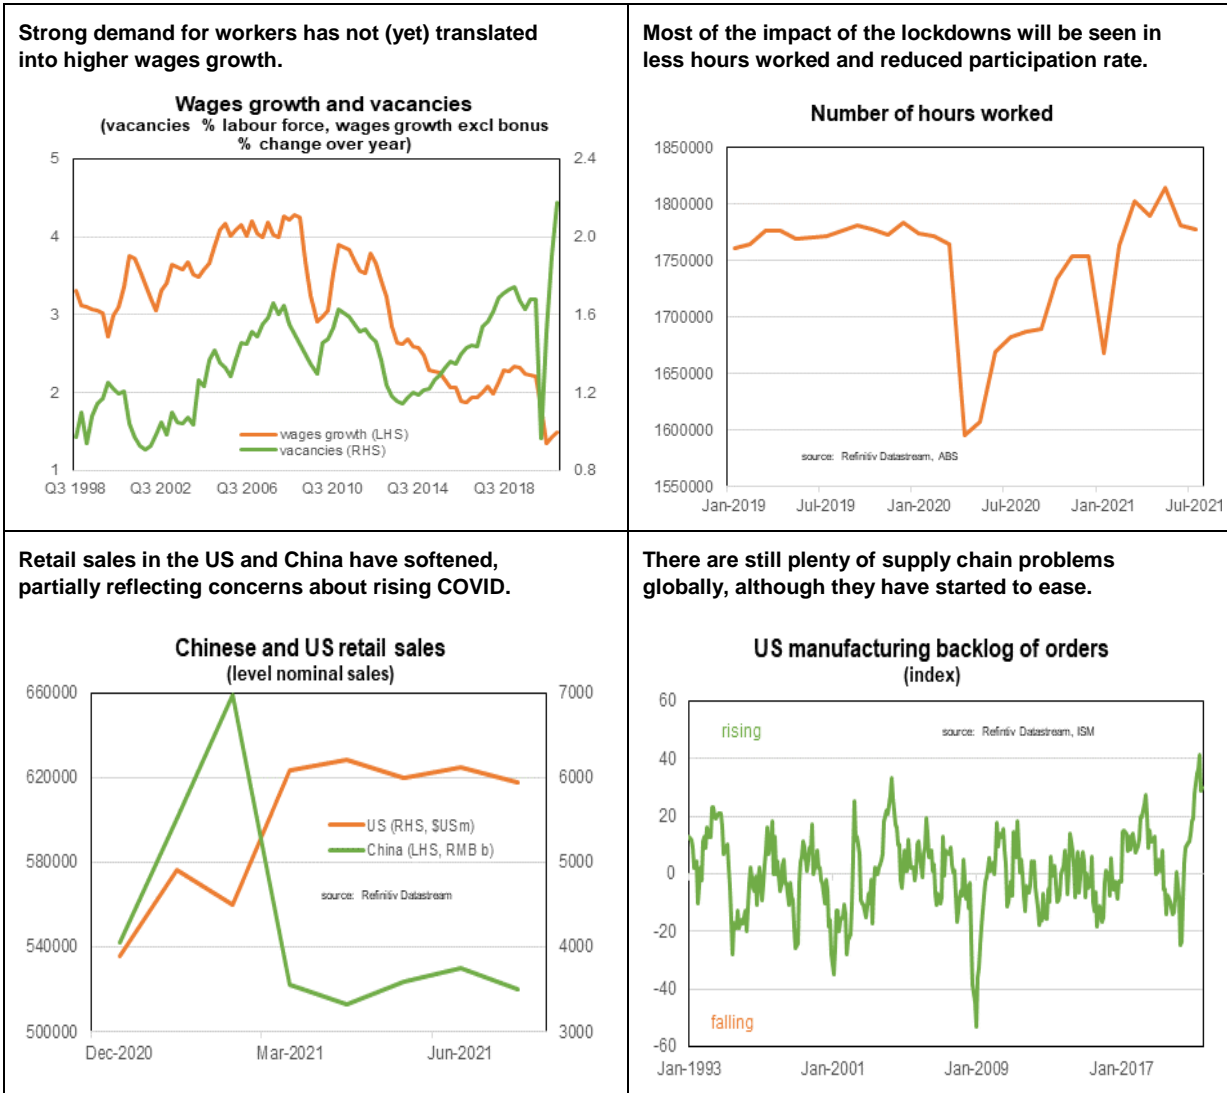 Strong demand for workers has not (yet) translated
into higher wages growth.
Wages growth and vacancies
(vacancies % labour force, wages growth excl bonus
% change over year)
5
4
3
2
1
2.4
2.0
1.6
1.2
0.8
wages growth (LHS)
vacancies (RHS)
Q3 1998 Q3 2002 Q3 2006 Q3 2010 Q3 2014 Q3 2018
Most of the impact of the lockdowns will be seen in
less hours worked and reduced participation rate.
Number of hours worked
1850000
1800000
1750000
1700000
1650000
1600000
1550000
source: Refinitiv Datastream, ABS
Jan-2019 Jul-2019 Jan-2020 Jul-2020 Jan-2021 Jul-2021
Retail sales in the US and China have softened,
partially reflecting concerns about rising COVID.
Chinese and US retail sales
(level nominal sales)
660000
620000
580000
540000
500000
7000
6000
5000
4000
3000
US (RHS, $USm)
China (LHS, RMB b)
source: Refinitiv Datastream
Dec-2020 Mar-2021 Jun-2021
There are still plenty of supply chain problems
globally, although they have started to ease.
US manufacturing backlog of orders
(index)
60
40
20
0
-20
-40
-60
rising
source: Refinitiv Datastream, ISM
falling
Jan-1993 Jan-2001 Jan-2009 Jan-2017